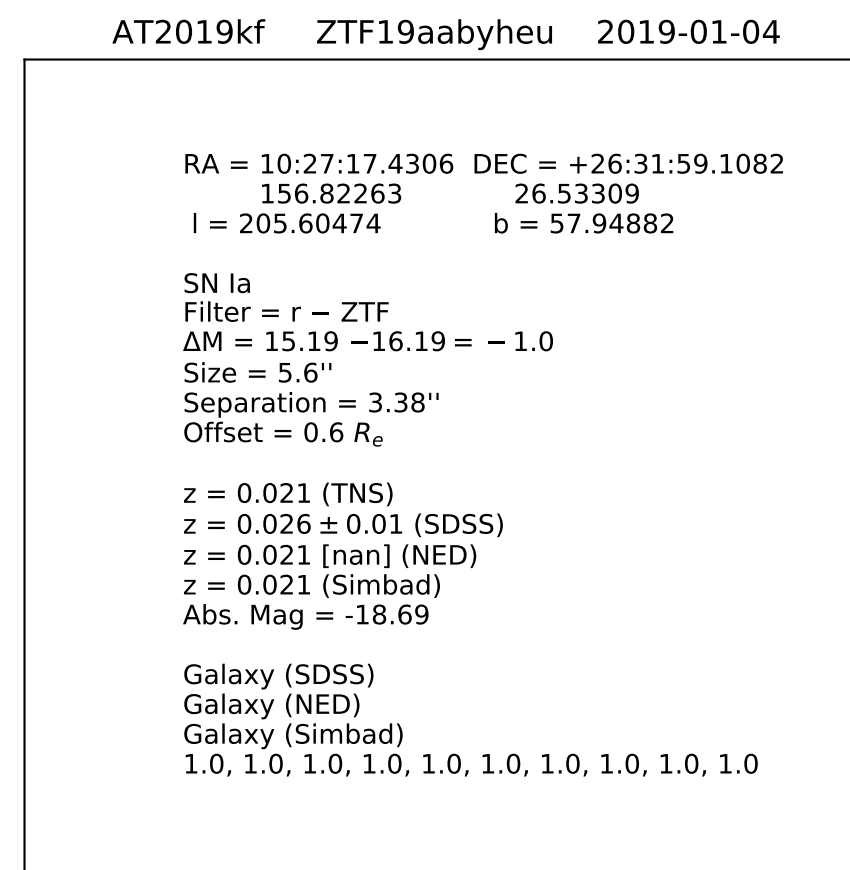 AT2019kf ZTF19aabyheu 2019-01-04
RA = 10:27:17.4306 DEC = +26:31:59.1082
156.82263 26.53309
l = 205.60474 b = 57.94882
SN Ia
Filter = r − ZTF
ΔM = 15.19 −16.19 = − 1.0
Size = 5.6''
Separation = 3.38''
Offset = 0.6 Rₑ
z = 0.021 (TNS)
z = 0.026 ± 0.01 (SDSS)
z = 0.021 [nan] (NED)
z = 0.021 (Simbad)
Abs. Mag = -18.69
Galaxy (SDSS)
Galaxy (NED)
Galaxy (Simbad)
1.0, 1.0, 1.0, 1.0, 1.0, 1.0, 1.0, 1.0, 1.0, 1.0